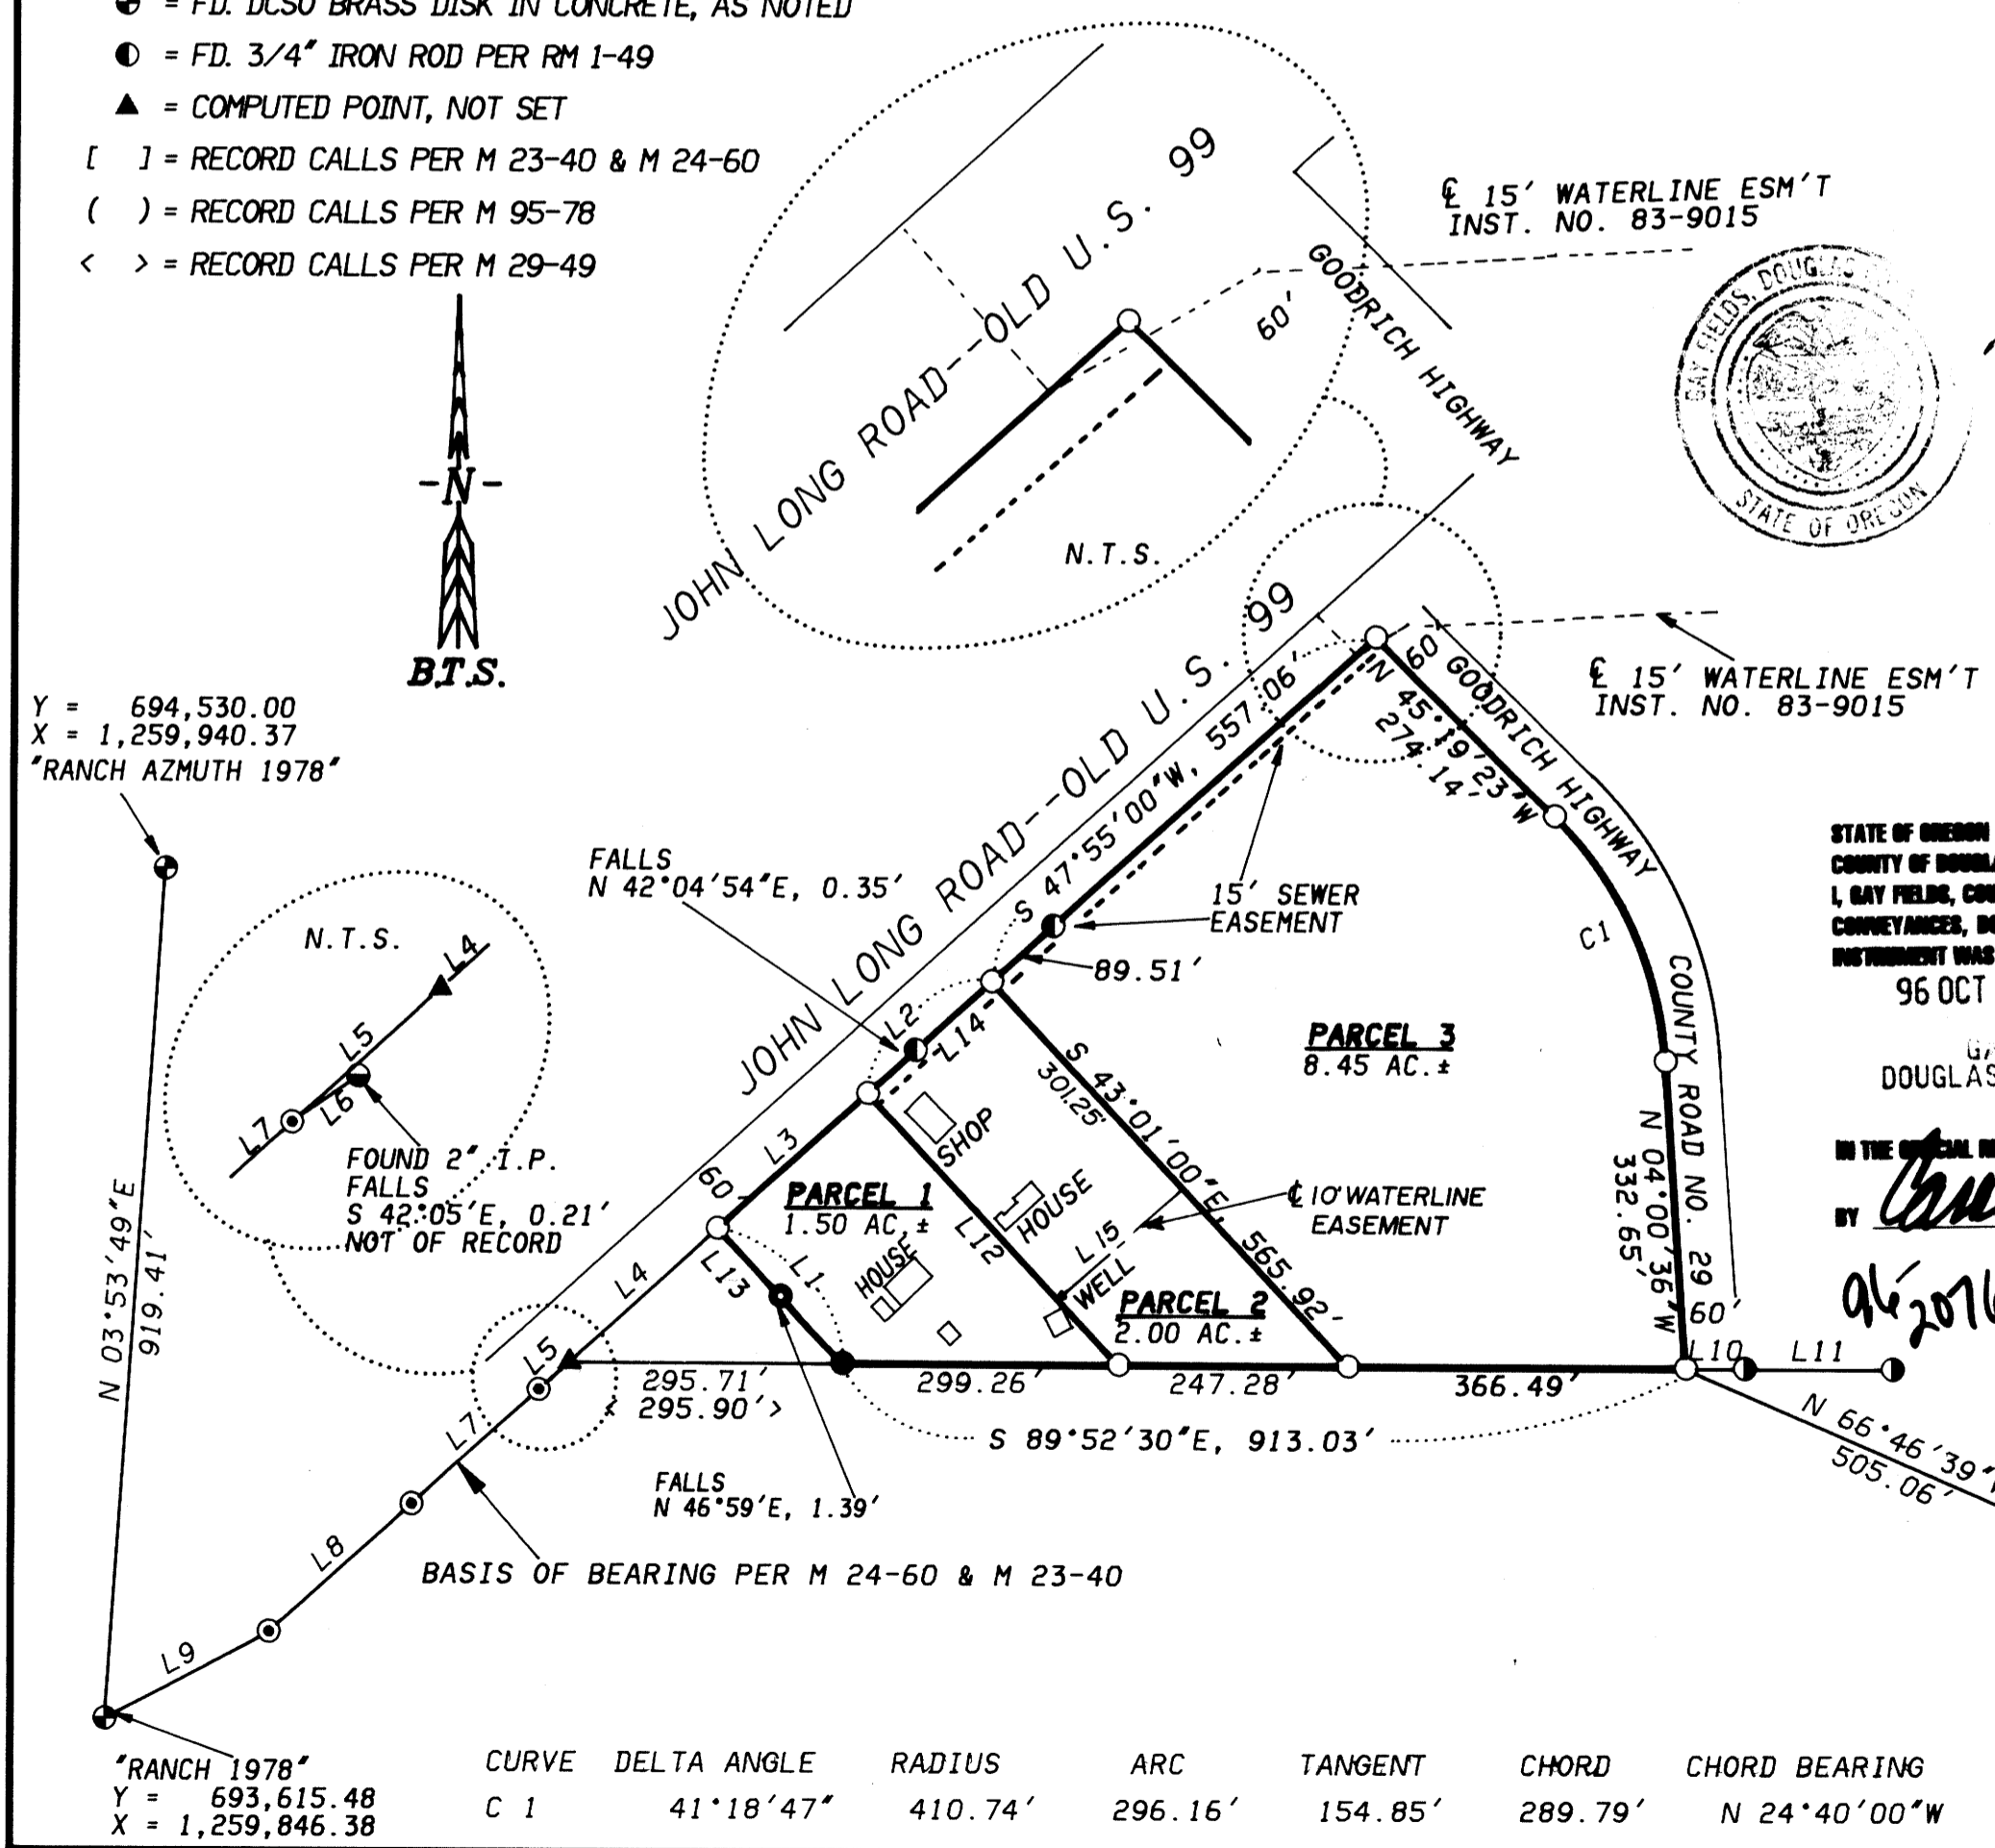 = FD. DCSO BRASS DISK IN CONCRETE, AS NOTED
= FD. 3/4" IRON ROD PER RM 1-49
= COMPUTED POINT, NOT SET
[ ] = RECORD CALLS PER M 23-40 & M 24-60
( ) = RECORD CALLS PER M 95-78
< > = RECORD CALLS PER M 29-49
-N-
B.T.S.
JOHN LONG ROAD--OLD U.S. 99
60'
GOODRICH HIGHWAY
N.T.S.
℄ 15' WATERLINE ESM'T
INST. NO. 83-9015
GAY FIELDS, DOUGLAS
STATE OF OREGON
℄ 15' WATERLINE ESM'T
INST. NO. 83-9015
Y = 694,530.00
X = 1,259,940.37
"RANCH AZMUTH 1978"
N 03°53'49"E
919.41'
N.T.S.
L4
L5
L6
L7
FOUND 2" I.P.
FALLS
S 42°05'E, 0.21'
NOT OF RECORD
FALLS
N 42°04'54"E, 0.35'
JOHN LONG ROAD--OLD U.S. 99
S 47°55'00"W, 557.06'
15' SEWER
EASEMENT
89.51'
N 45°19'23"W
274.14'
60
GOODRICH HIGHWAY
COUNTY ROAD NO. 29
C1
N 04°00'36"W
332.65'
60'
STATE OF OREGON
COUNTY OF
I, GAY FIELDS,
CONVEYANCES,
INSTRUMENT WAS
96 OCT
DOUGLAS
IN THE
BY
L2
L14
L3
60'
L4
L5
L7
L8
L9
L13
L1
L12
L15
SHOP
HOUSE
HOUSE
WELL
PARCEL 1
1.50 AC.±
PARCEL 2
2.00 AC.±
PARCEL 3
8.45 AC.±
S 43°01'00"E, 565.92'
301.25'
℄ 10' WATERLINE
EASEMENT
295.71'
< 295.90'>
299.26'
247.28'
366.49'
L10
L11
S 89°52'30"E, 913.03'
N 66°46'39"
505.06'
FALLS
N 46°59'E, 1.39'
BASIS OF BEARING PER M 24-60 & M 23-40
"RANCH 1978"
Y = 693,615.48
X = 1,259,846.38
CURVE DELTA ANGLE RADIUS ARC TANGENT CHORD CHORD BEARING
C 1 41°18'47" 410.74' 296.16' 154.85' 289.79' N 24°40'00"W